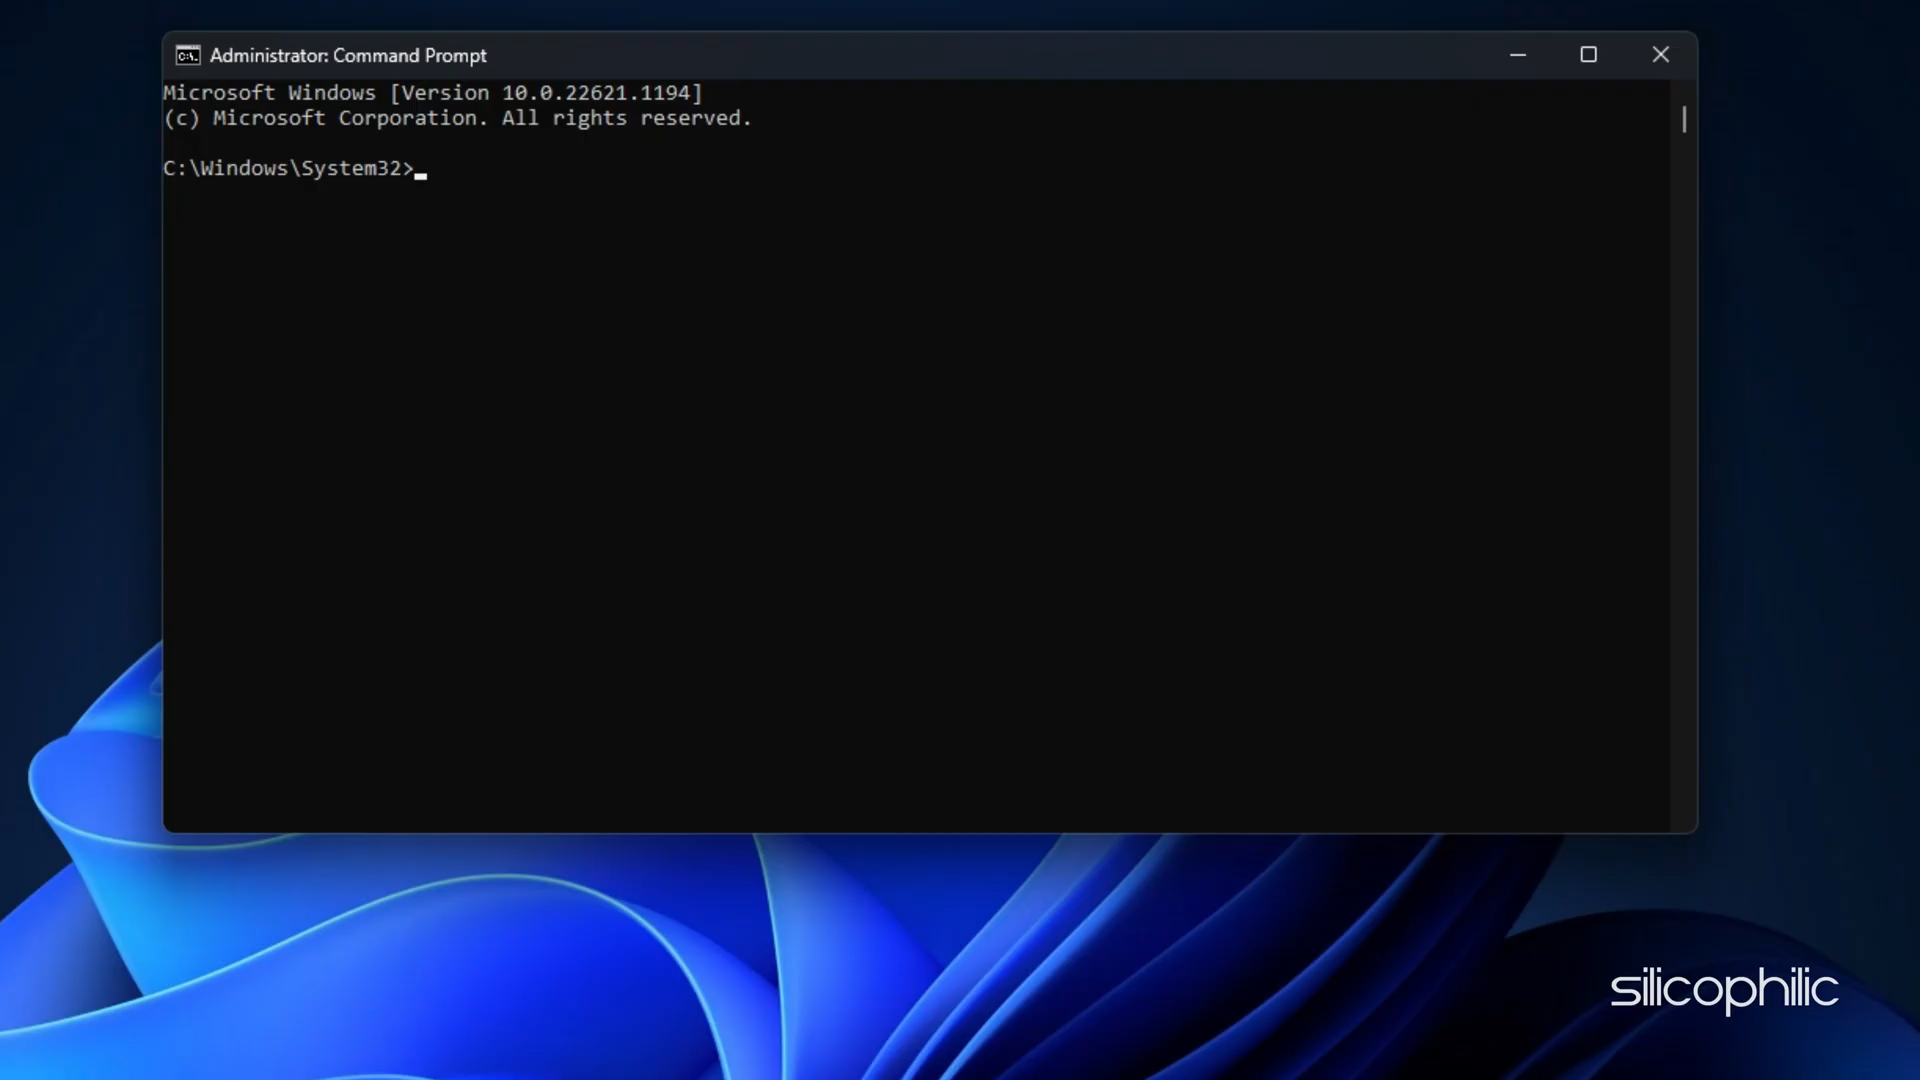 Administrator: Command Prompt
Microsoft Windows [Version 10.0.22621.1194]
(c) Microsoft Corporation. All rights reserved.
C:\Windows\System32>
silicophilic